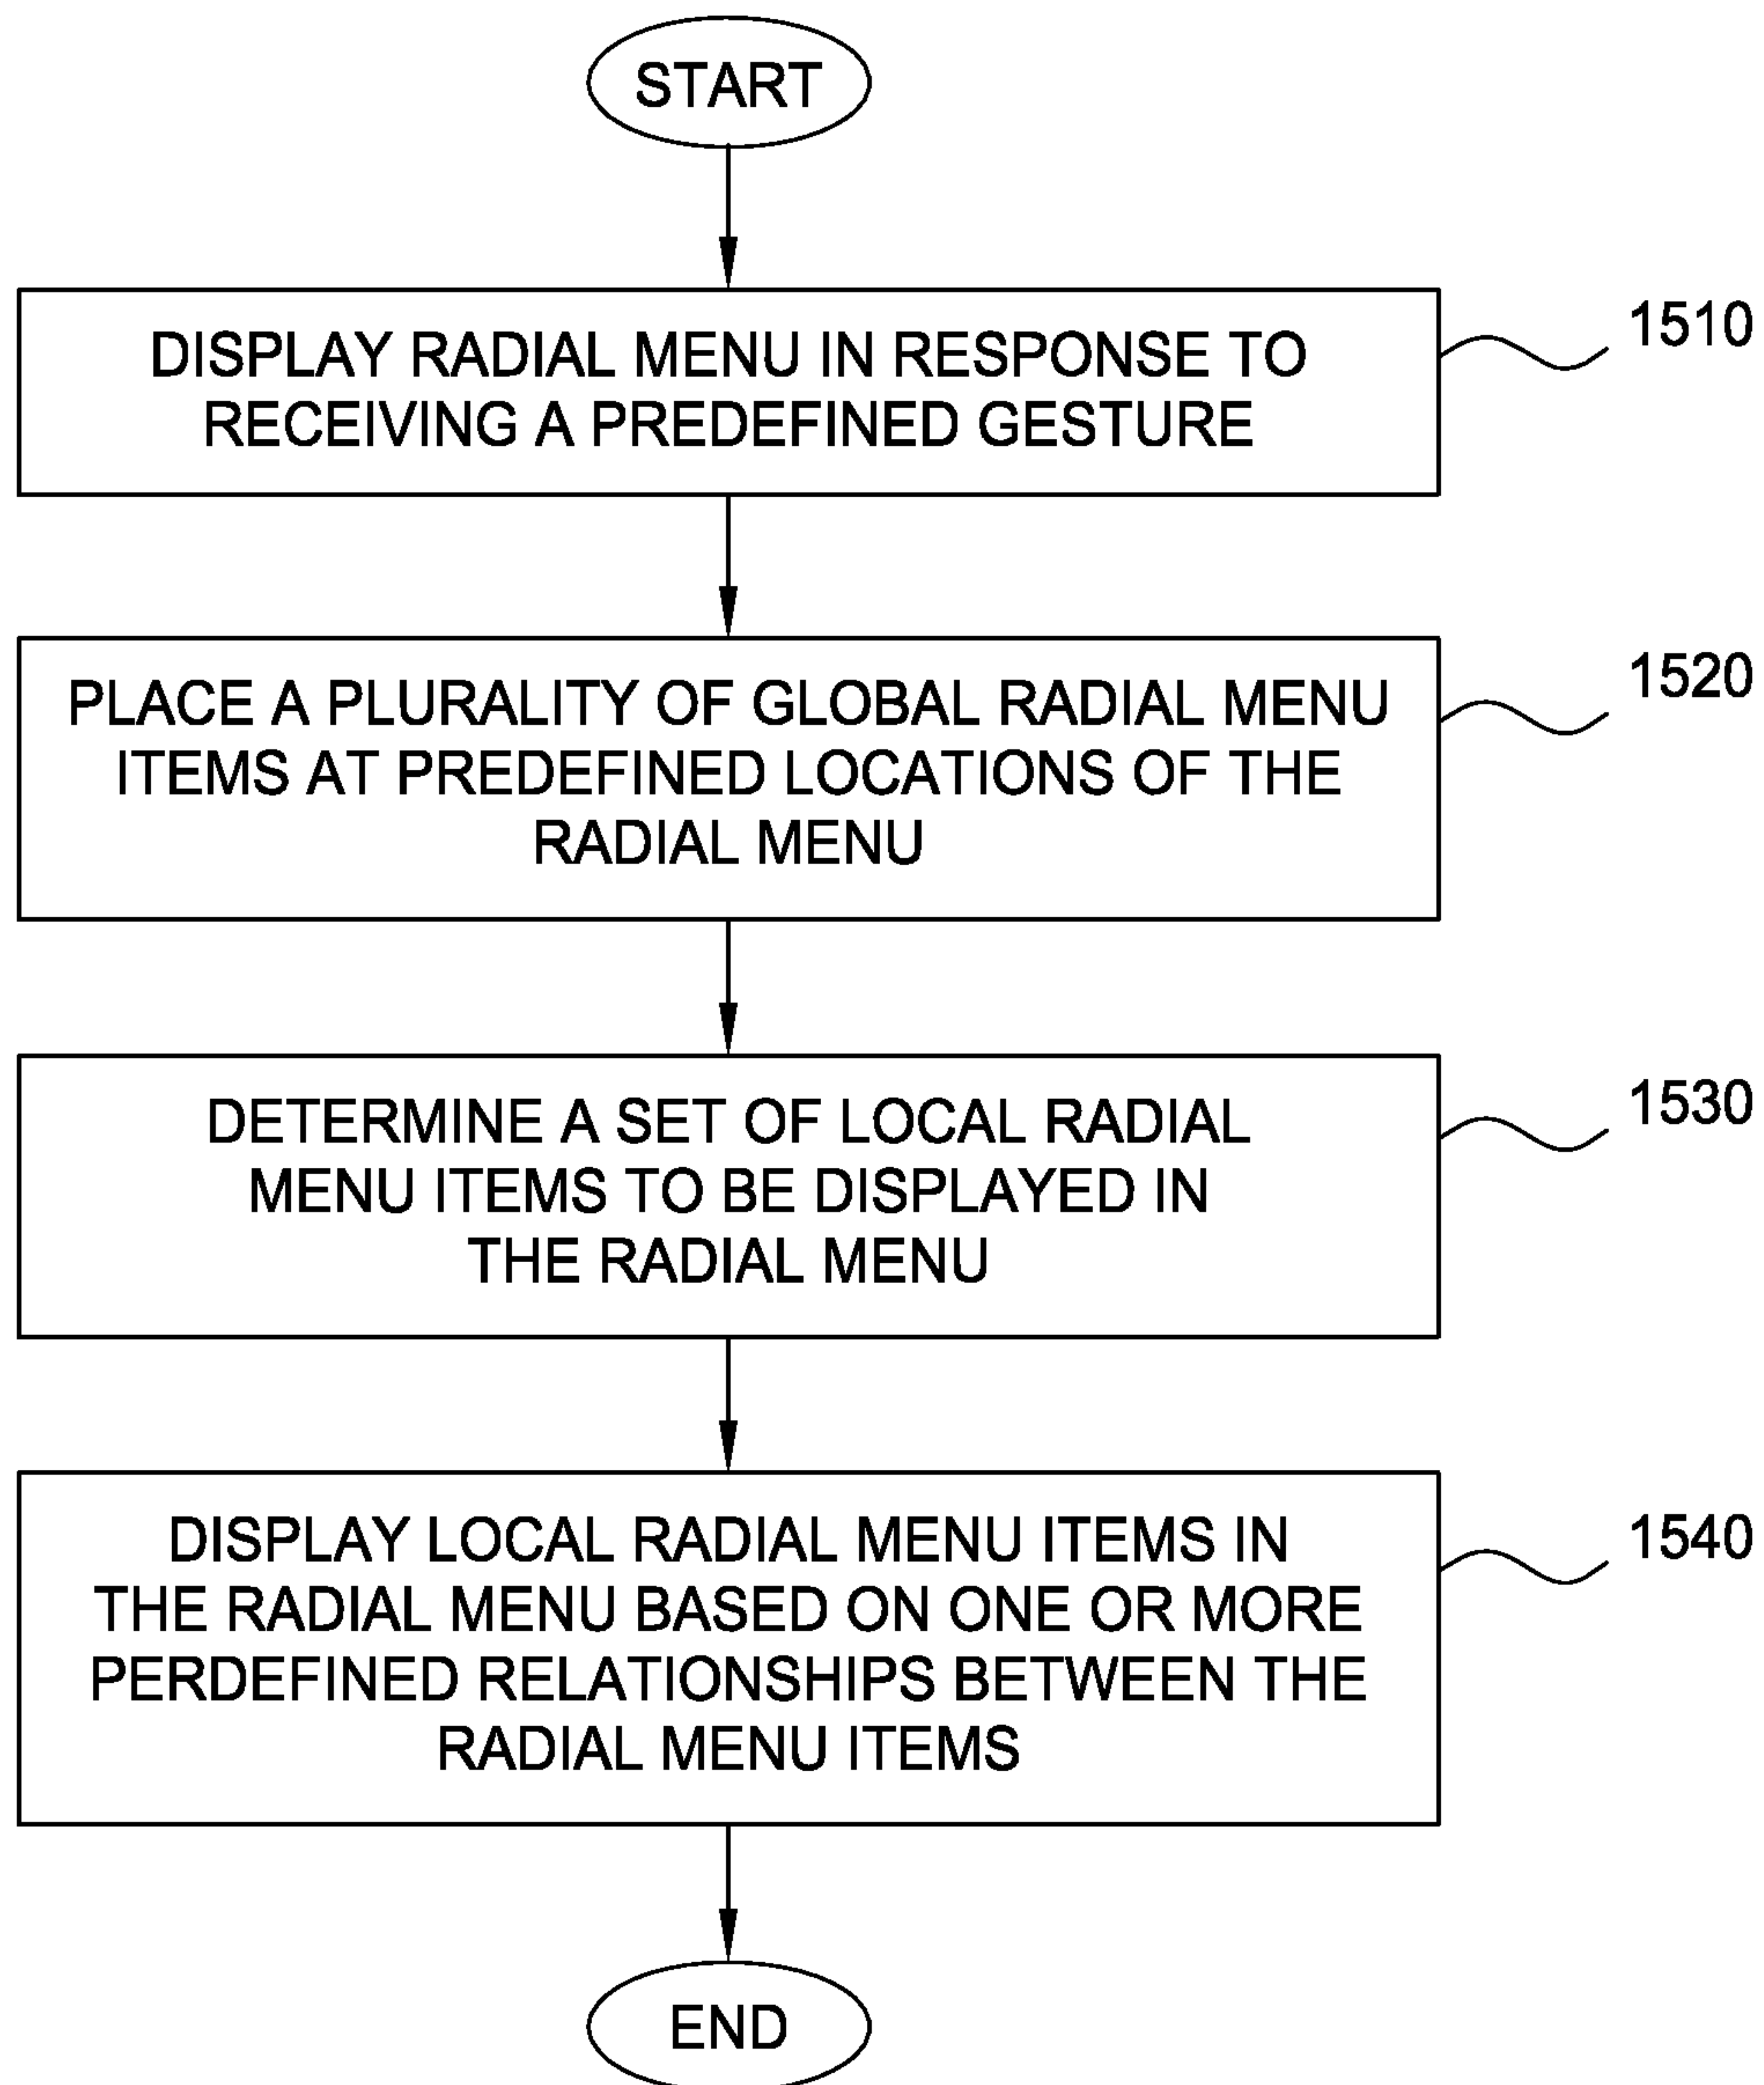 START
DISPLAY RADIAL MENU IN RESPONSE TO
RECEIVING A PREDEFINED GESTURE
1510
PLACE A PLURALITY OF GLOBAL RADIAL MENU
ITEMS AT PREDEFINED LOCATIONS OF THE
RADIAL MENU
1520
DETERMINE A SET OF LOCAL RADIAL
MENU ITEMS TO BE DISPLAYED IN
THE RADIAL MENU
1530
DISPLAY LOCAL RADIAL MENU ITEMS IN
THE RADIAL MENU BASED ON ONE OR MORE
PERDEFINED RELATIONSHIPS BETWEEN THE
RADIAL MENU ITEMS
1540
END